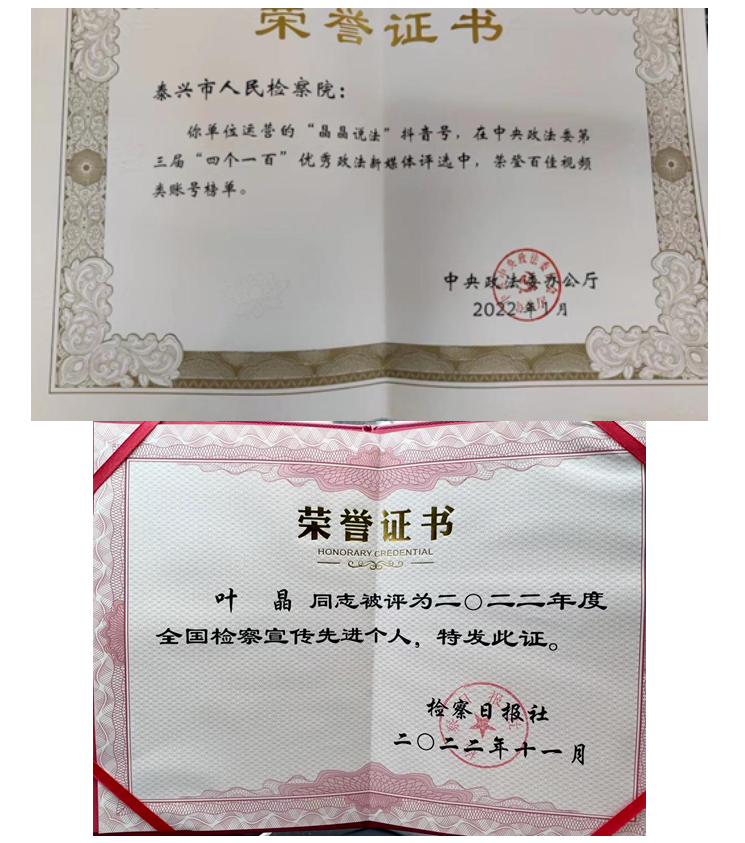 荣誉证书
泰兴市人民检察院：
你单位运营的“晶晶说法”抖音号，在中央政法委第
三届“四个一百”优秀政法新媒体评选中，荣登百佳视频
类账号榜单。
中央政法委办公厅
2022年1月
荣誉证书
HONORARY CREDENTIAL
叶 晶 同志被评为二〇二二年度
全国检察宣传先进个人，特发此证。
检察日报社
二〇二二年十一月